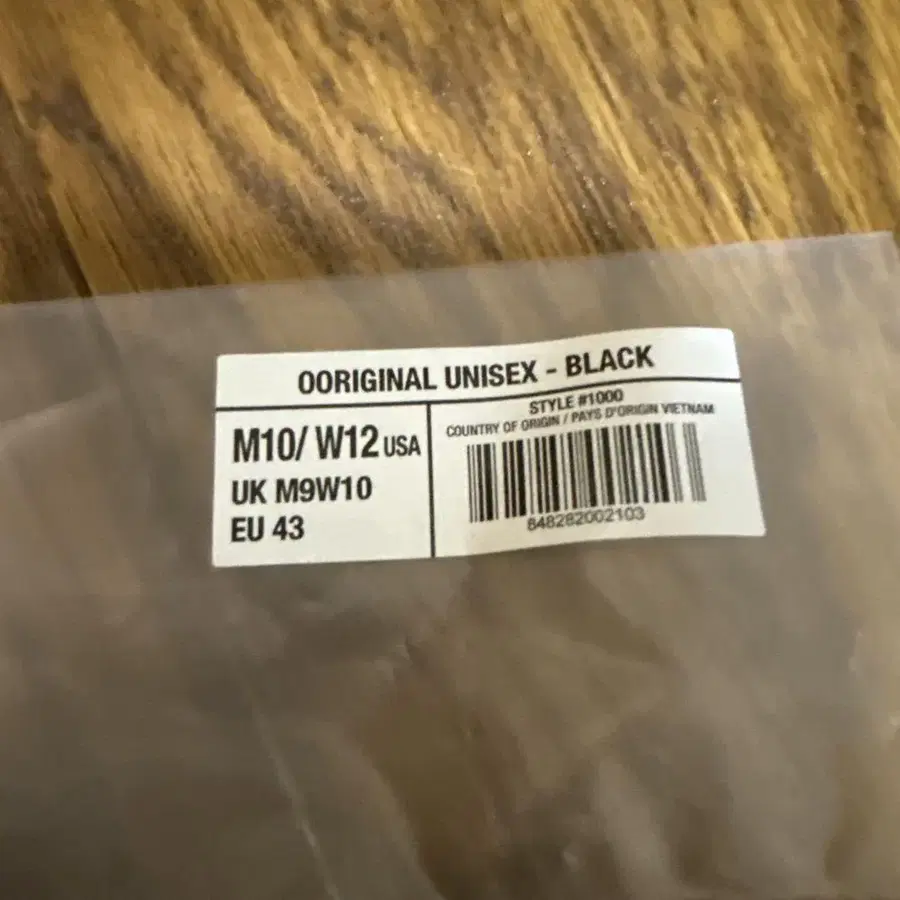 OORIGINAL UNISEX - BLACK
M10/ W12 USA
UK M9W10
EU 43
STYLE #1000
COUNTRY OF ORIGIN / PAYS D'ORIGIN VIETNAM
848282002103